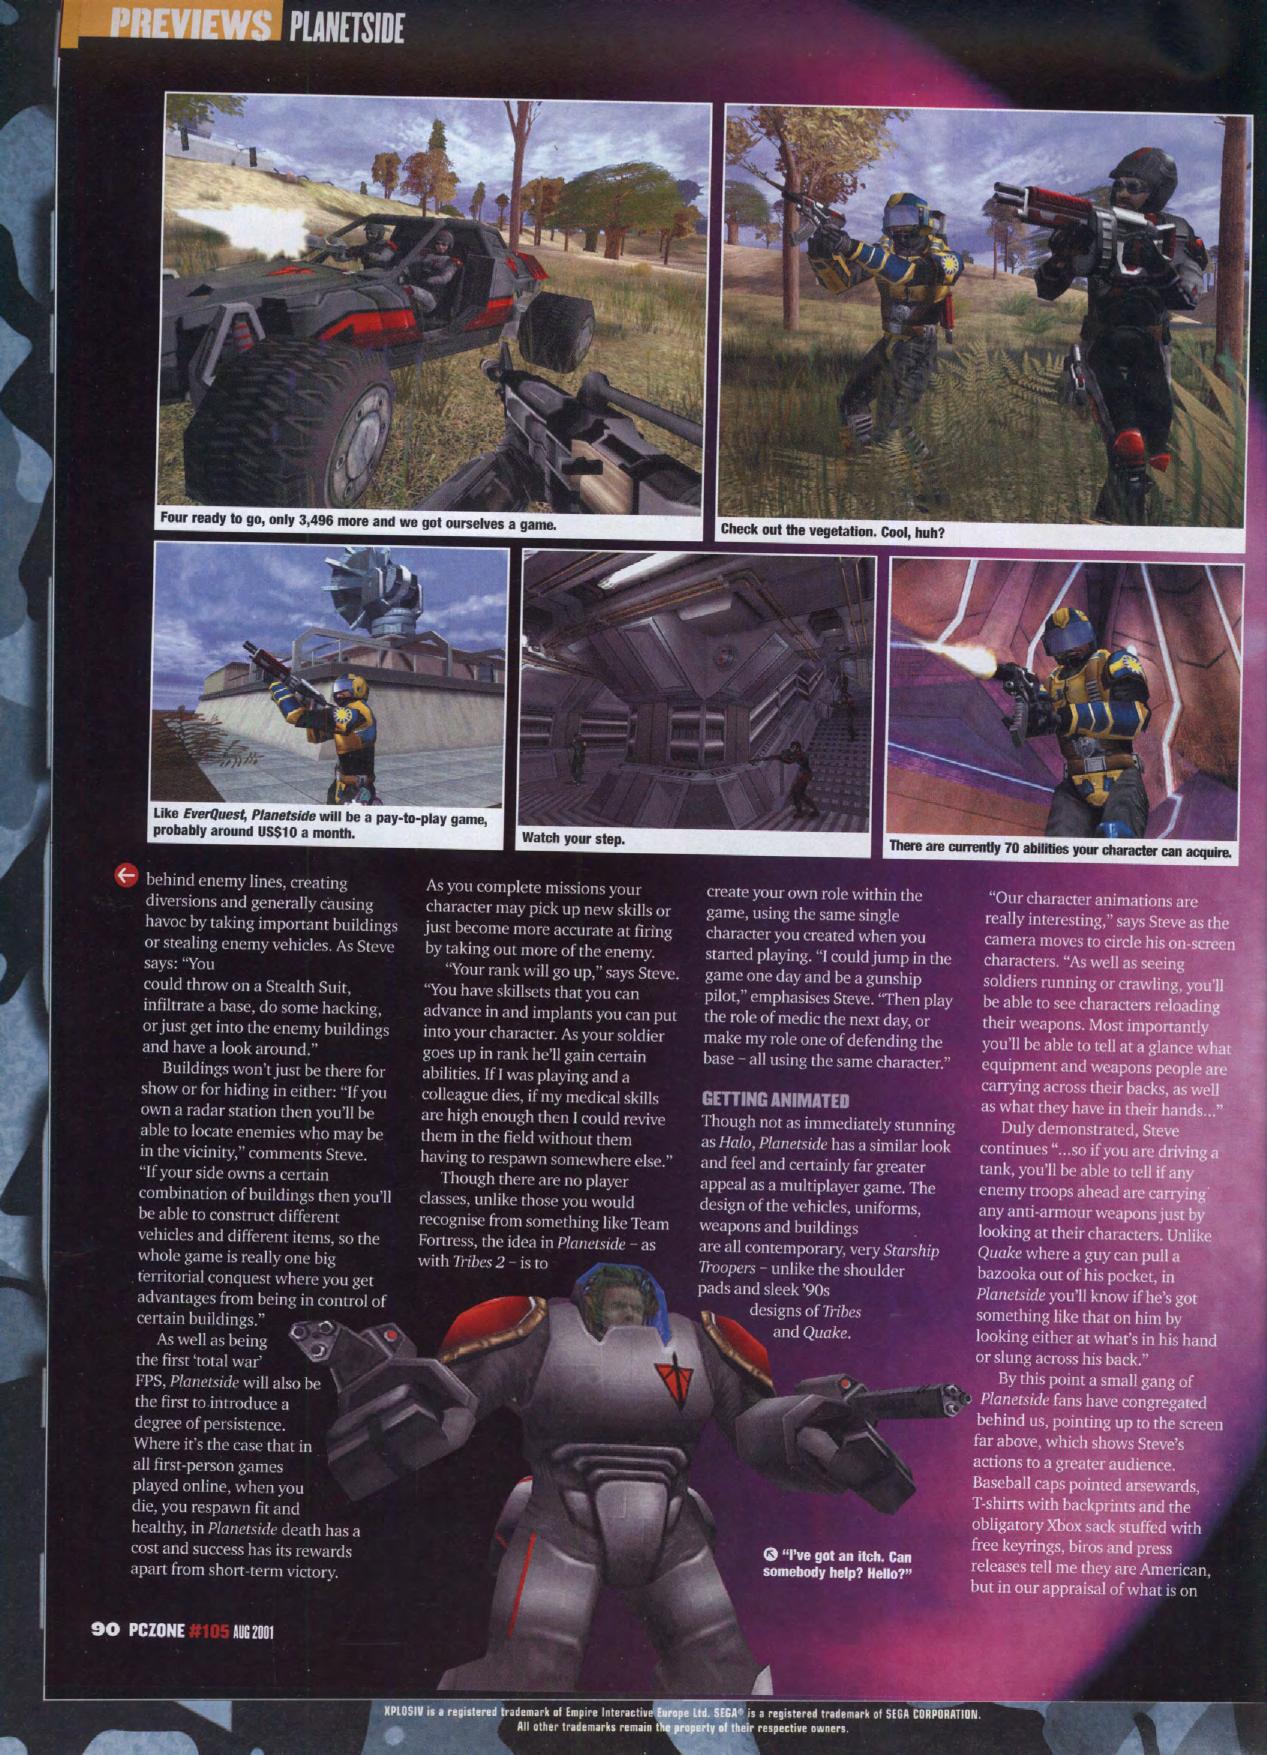 PREVIEWS PLANETSIDE
Four ready to go, only 3,496 more and we got ourselves a game.
Check out the vegetation. Cool, huh?
Like EverQuest, Planetside will be a pay-to-play game,
probably around US$10 a month.
Watch your step.
There are currently 70 abilities your character can acquire.
behind enemy lines, creating
diversions and generally causing
havoc by taking important buildings
or stealing enemy vehicles. As Steve
says: “You
could throw on a Stealth Suit,
infiltrate a base, do some hacking,
or just get into the enemy buildings
and have a look around.”
Buildings won't just be there for
show or for hiding in either: “If you
own a radar station then you'll be
able to locate enemies who may be
in the vicinity,” comments Steve.
“If your side owns a certain
combination of buildings then you'll
be able to construct different
vehicles and different items, so the
whole game is really one big
territorial conquest where you get
advantages from being in control of
certain buildings.”
As well as being
the first ‘total war’
FPS, Planetside will also be
the first to introduce a
degree of persistence.
Where it's the case that in
all first-person games
played online, when you
die, you respawn fit and
healthy, in Planetside death has a
cost and success has its rewards
apart from short-term victory.
As you complete missions your
character may pick up new skills or
just become more accurate at firing
by taking out more of the enemy.
“Your rank will go up,” says Steve.
“You have skillsets that you can
advance in and implants you can put
into your character. As your soldier
goes up in rank he'll gain certain
abilities. If I was playing and a
colleague dies, if my medical skills
are high enough then I could revive
them in the field without them
having to respawn somewhere else.”
Though there are no player
classes, unlike those you would
recognise from something like Team
Fortress, the idea in Planetside – as
with Tribes 2 – is to
create your own role within the
game, using the same single
character you created when you
started playing. “I could jump in the
game one day and be a gunship
pilot,” emphasises Steve. “Then play
the role of medic the next day, or
make my role one of defending the
base – all using the same character.”
GETTING ANIMATED
Though not as immediately stunning
as Halo, Planetside has a similar look
and feel and certainly far greater
appeal as a multiplayer game. The
design of the vehicles, uniforms,
weapons and buildings
are all contemporary, very Starship
Troopers – unlike the shoulder
pads and sleek '90s
designs of Tribes
and Quake.
“Our character animations are
really interesting,” says Steve as the
camera moves to circle his on-screen
characters. “As well as seeing
soldiers running or crawling, you'll
be able to see characters reloading
their weapons. Most importantly
you'll be able to tell at a glance what
equipment and weapons people are
carrying across their backs, as well
as what they have in their hands...”
Duly demonstrated, Steve
continues “...so if you are driving a
tank, you'll be able to tell if any
enemy troops ahead are carrying
any anti-armour weapons just by
looking at their characters. Unlike
Quake where a guy can pull a
bazooka out of his pocket, in
Planetside you'll know if he's got
something like that on him by
looking either at what's in his hand
or slung across his back.”
By this point a small gang of
Planetside fans have congregated
behind us, pointing up to the screen
far above, which shows Steve's
actions to a greater audience.
Baseball caps pointed arsewards,
T-shirts with backprints and the
obligatory Xbox sack stuffed with
free keyrings, biros and press
releases tell me they are American,
but in our appraisal of what is on
“I've got an itch. Can
somebody help? Hello?”
90 PCZONE #105 AUG 2001
XPLOSIV is a registered trademark of Empire Interactive Europe Ltd. SEGA® is a registered trademark of SEGA CORPORATION.
All other trademarks remain the property of their respective owners.